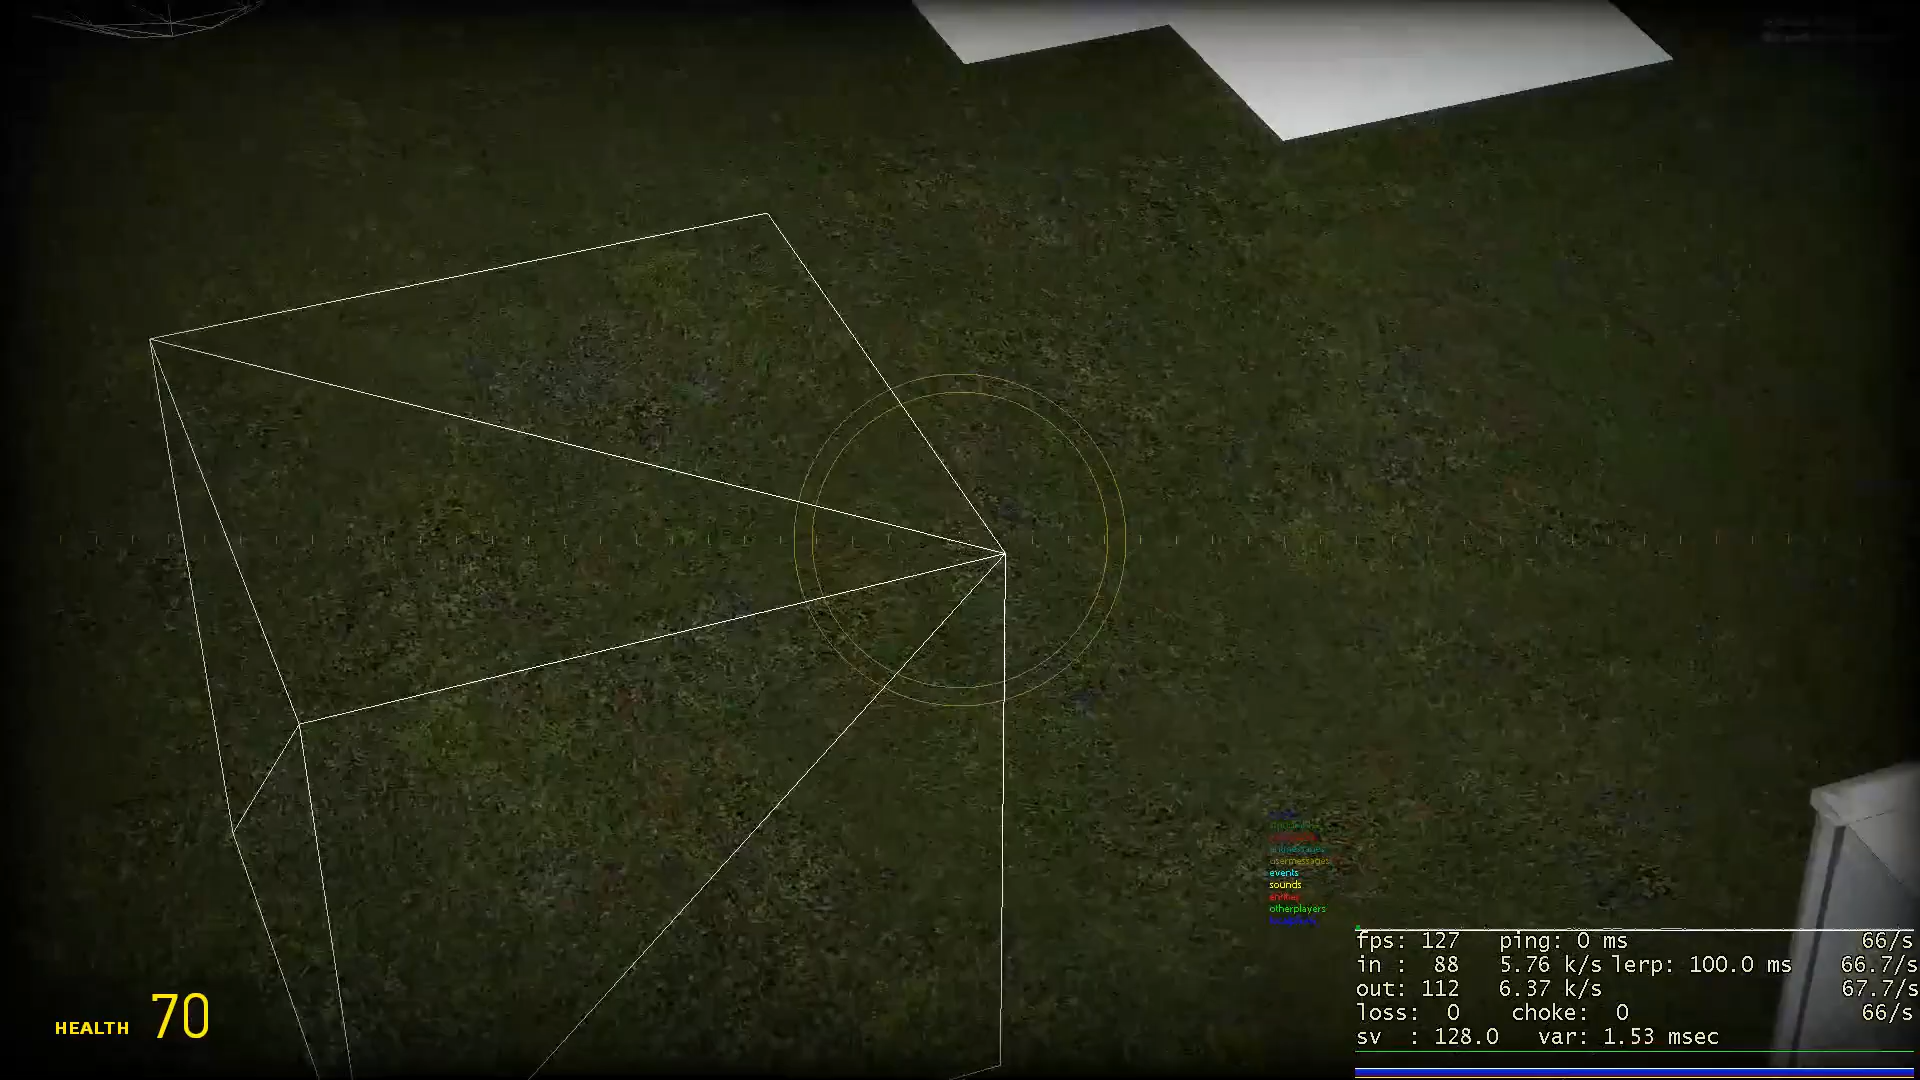 usermessages
events
sounds
entities
otherplayers
fps: 127 ping: 0 ms 66/s
in : 88 5.76 k/s lerp: 100.0 ms 66.7/s
out: 112 6.37 k/s 67.7/s
loss: 0 choke: 0 66/s
sv : 128.0 var: 1.53 msec
HEALTH 70